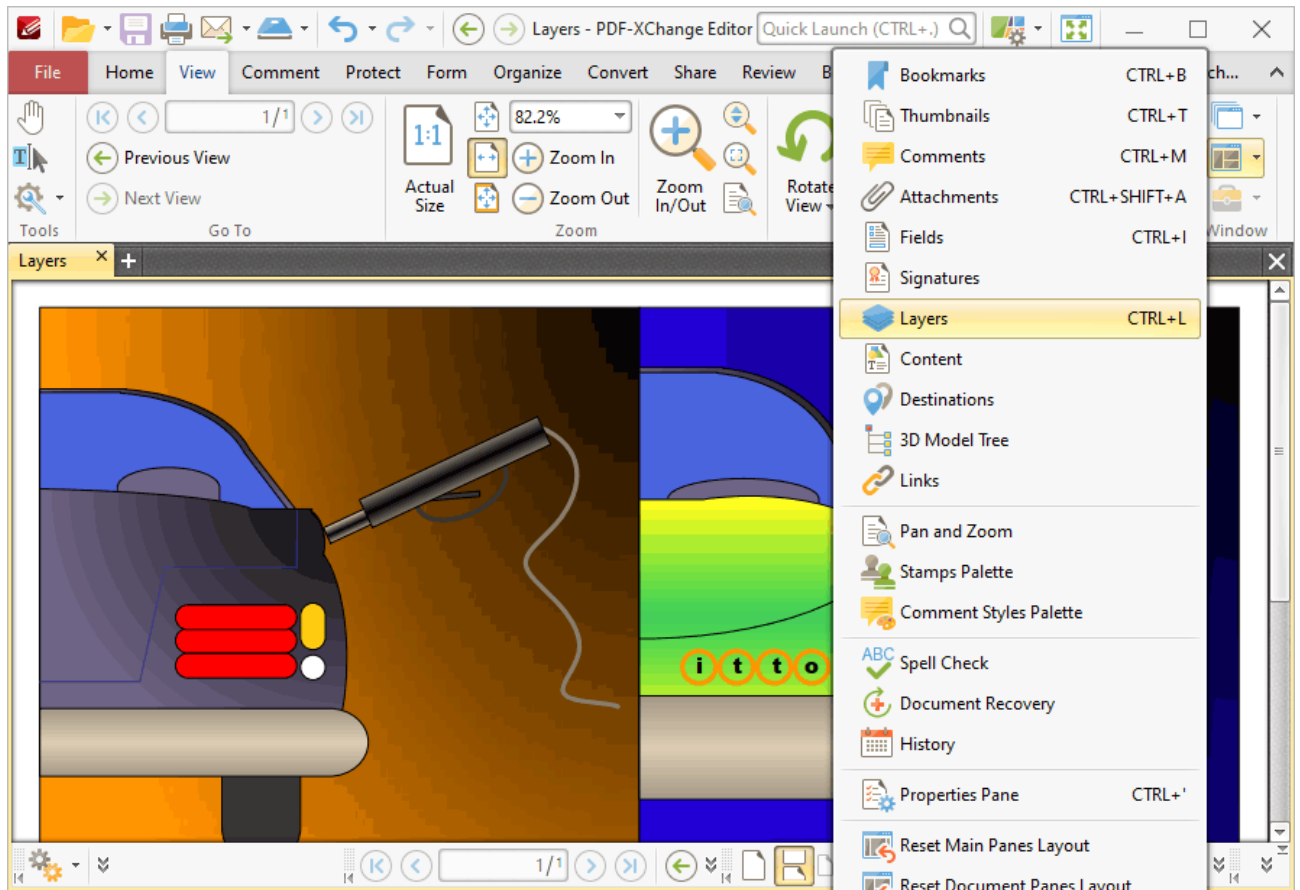 Layers - PDF-XChange Editor
Quick Launch (CTRL+.)
File Home View Comment Protect Form Organize Convert Share Review B ch...
1/1
Previous View
Next View
1:1
Actual
Size
82.2%
Zoom In
Zoom Out
Zoom
In/Out
Rotate
View
Tools Go To Zoom Window
Layers
i t t o
Bookmarks CTRL+B
Thumbnails CTRL+T
Comments CTRL+M
Attachments CTRL+SHIFT+A
Fields CTRL+I
Signatures
Layers CTRL+L
Content
Destinations
3D Model Tree
Links
Pan and Zoom
Stamps Palette
Comment Styles Palette
ABC Spell Check
Document Recovery
History
Properties Pane CTRL+'
Reset Main Panes Layout
Reset Document Panes Layout
1/1